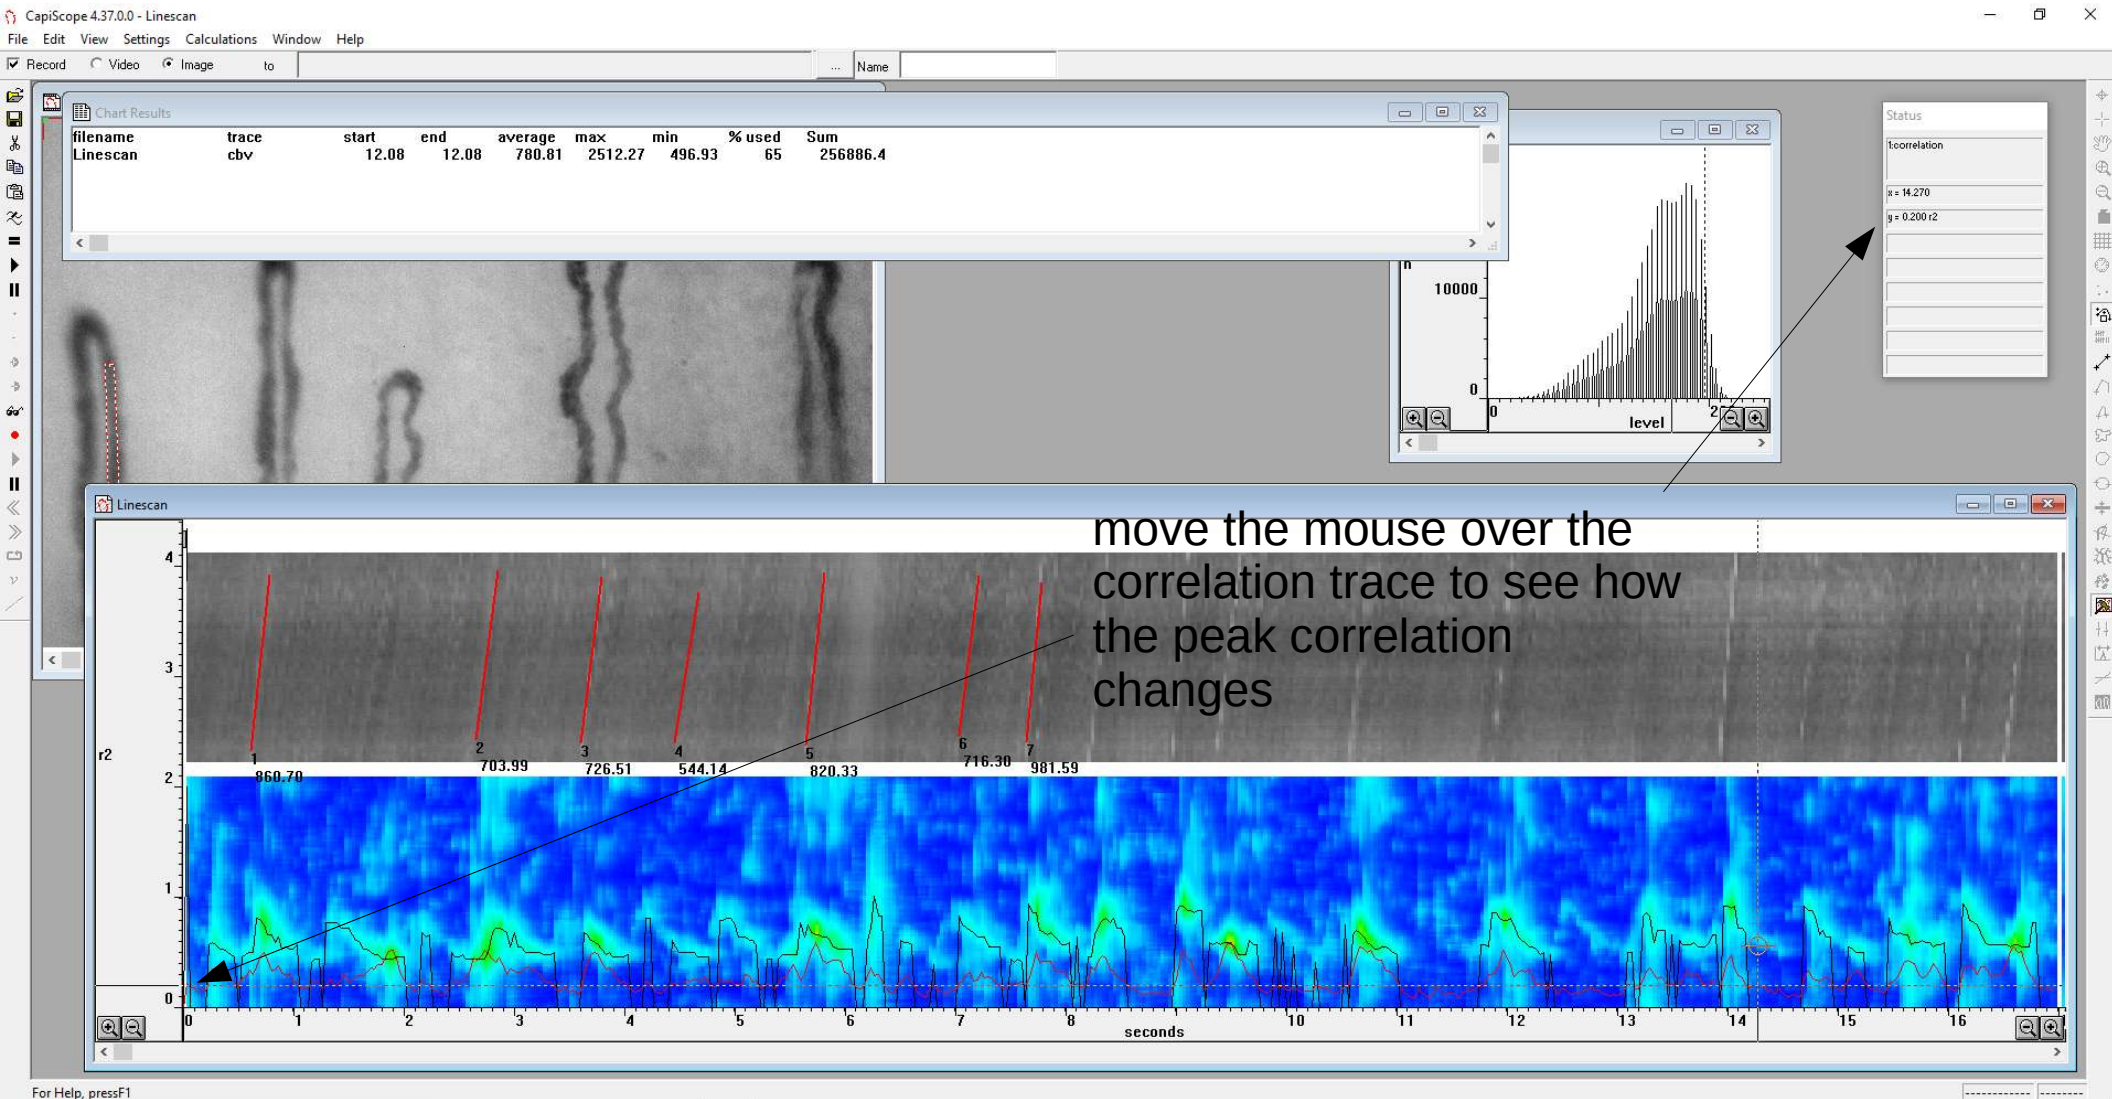 CapiScope 4.37.0.0 - Linescan
File Edit View Settings Calculations Window Help
Record Video Image to ... Name
Chart Results
filename trace start end average max min % used Sum
Linescan cbv 12.08 12.08 780.81 2512.27 496.93 65 256886.4
Status
1:correlation
x = 14.270
y = 0.200 r2
n
10000
0
0
level
Linescan
move the mouse over the
correlation trace to see how
the peak correlation
changes
4
3
r2
2
1
0
1 2 3 4 5 6 7
860.70 703.99 726.51 544.14 820.33 716.30 981.59
0 1 2 3 4 5 6 7 8 10 11 12 13 14 15 16
seconds
For Help, pressF1